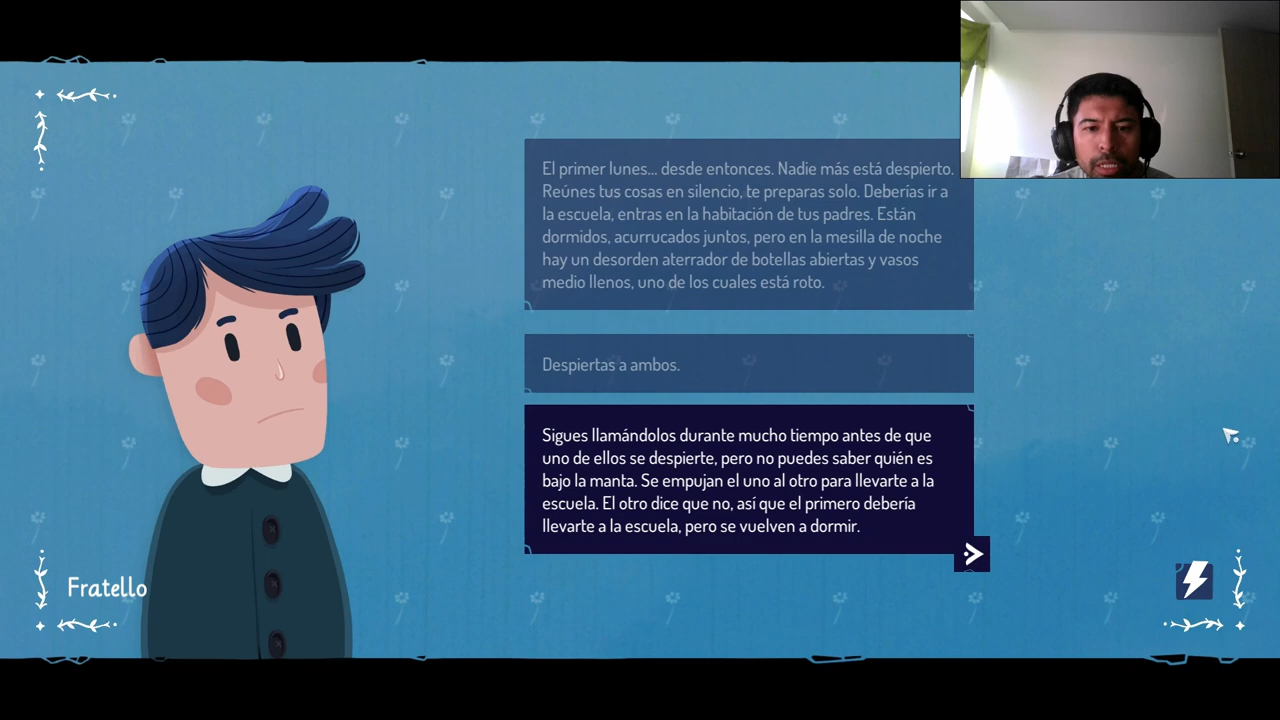 El primer lunes... desde entonces. Nadie más está despierto.
Reúnes tus cosas en silencio, te preparas solo. Deberías ir a
la escuela, entras en la habitación de tus padres. Están
dormidos, acurrucados juntos, pero en la mesilla de noche
hay un desorden aterrador de botellas abiertas y vasos
medio llenos, uno de los cuales está roto.
Despiertas a ambos.
Sigues llamándolos durante mucho tiempo antes de que
uno de ellos se despierte, pero no puedes saber quién es
bajo la manta. Se empujan el uno al otro para llevarte a la
escuela. El otro dice que no, así que el primero debería
llevarte a la escuela, pero se vuelven a dormir.
Fratello